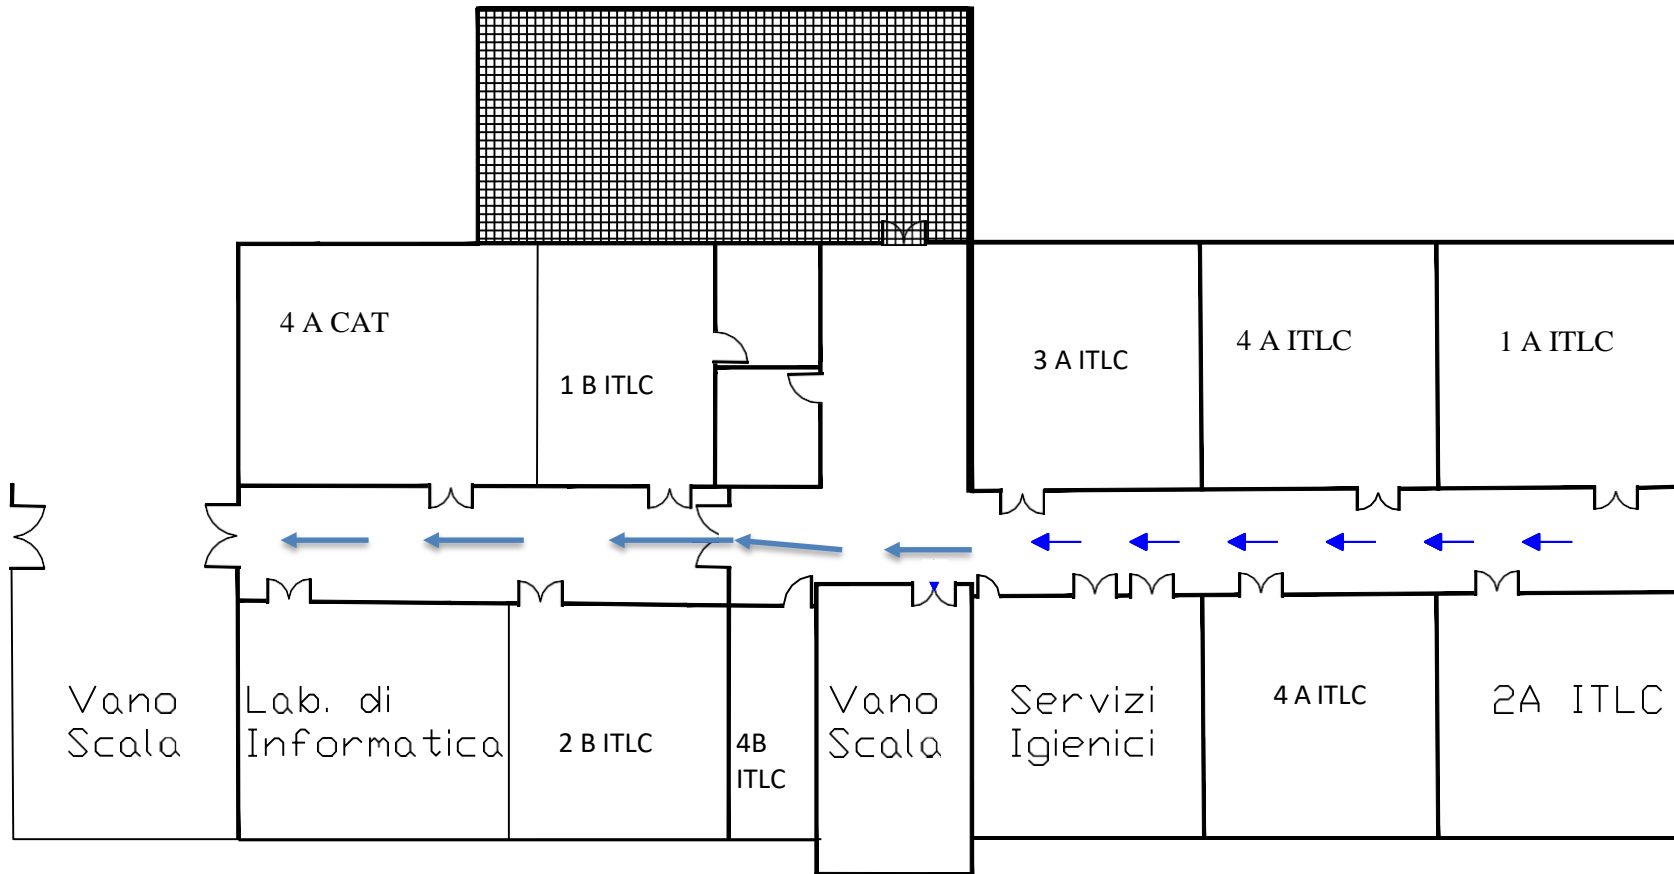 4 A CAT
1 B ITLC
3 A ITLC
4 A ITLC
1 A ITLC
Vano
Scala
Lab. di
Informatica
2 B ITLC
4B
ITLC
Vano
Scala
Servizi
Igienici
4 A ITLC
2A ITLC